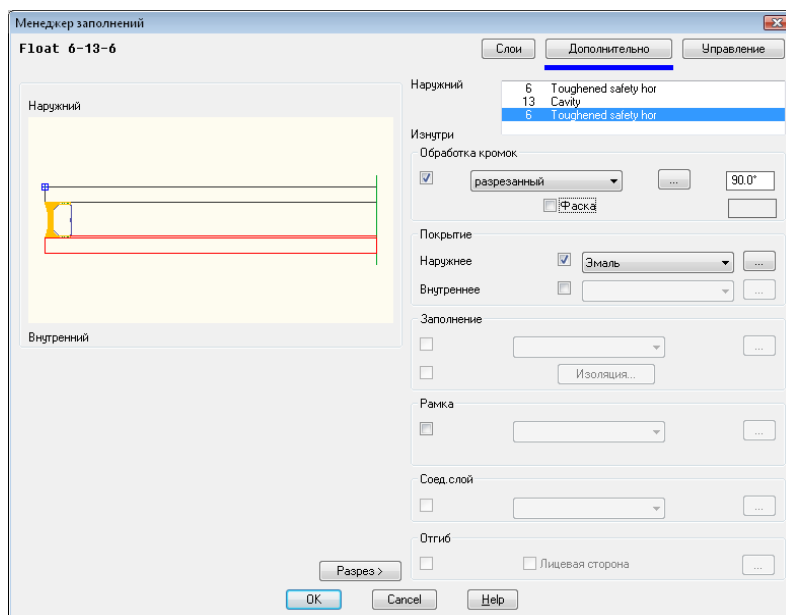 Менеджер заполнений
Float 6-13-6
Слои
Дополнительно
Управление
Наружный
6 Toughened safety hor
13 Cavity
6 Toughened safety hor
Изнутри
Наружный
Внутренний
Обработка кромок
разрезанный
...
90.0°
Фаска
Покрытие
Наружнее
Эмаль
...
Внутреннее
...
Заполнение
...
Изоляция...
Рамка
...
Соед.слой
...
Отгиб
Лицевая сторона
...
Разрез >
OK
Cancel
Help